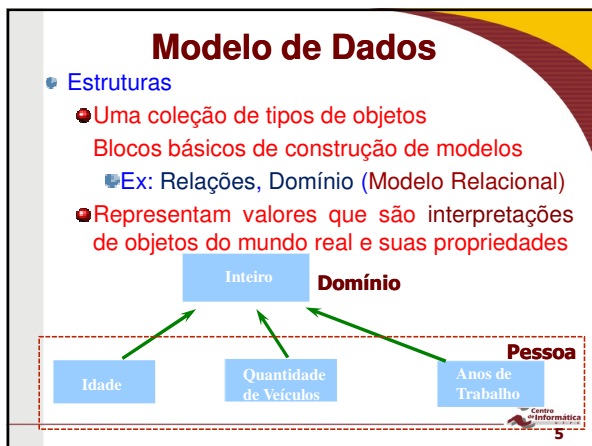 Modelo de Dados
Estruturas
Uma coleção de tipos de objetos
Blocos básicos de construção de modelos
Ex: Relações, Domínio (Modelo Relacional)
Representam valores que são interpretações
de objetos do mundo real e suas propriedades
Inteiro
Domínio
Pessoa
Idade
Quantidade
de Veículos
Anos de
Trabalho
Centro
de Informática
5